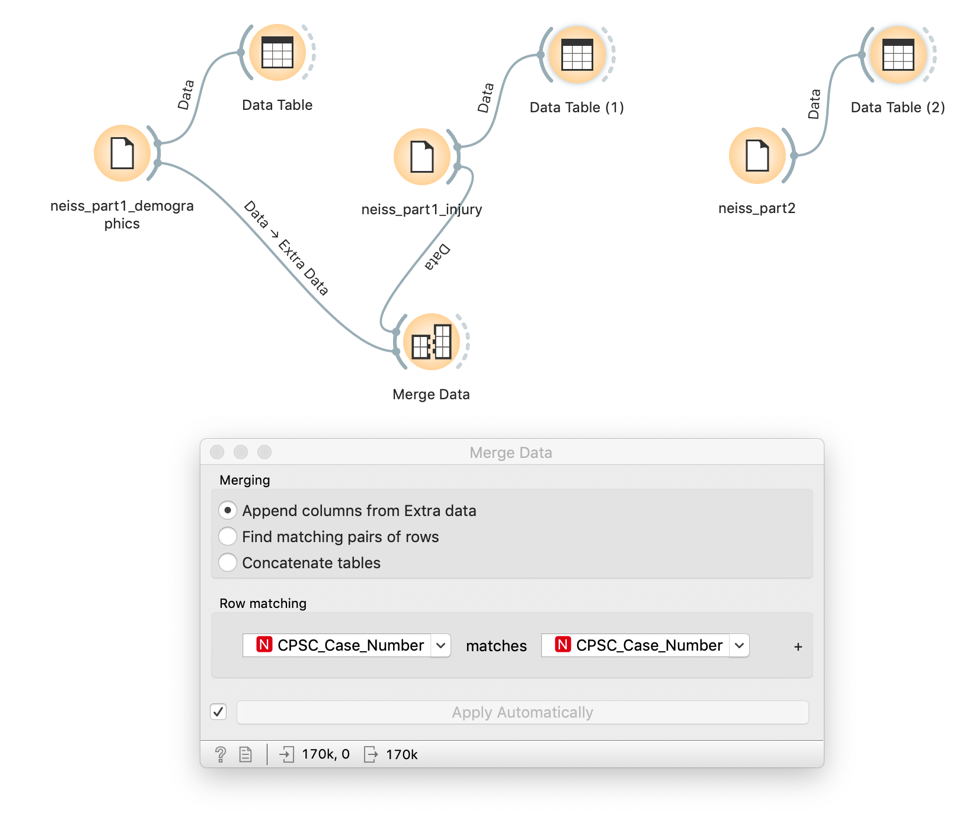 Data
Data
Data
Data Table
Data Table (1)
Data Table (2)
neiss_part1_demogra
phics
neiss_part1_injury
neiss_part2
Data → Extra Data
Data
Merge Data
Merge Data
Merging
Append columns from Extra data
Find matching pairs of rows
Concatenate tables
Row matching
N CPSC_Case_Number matches N CPSC_Case_Number +
Apply Automatically
? 170k, 0 170k